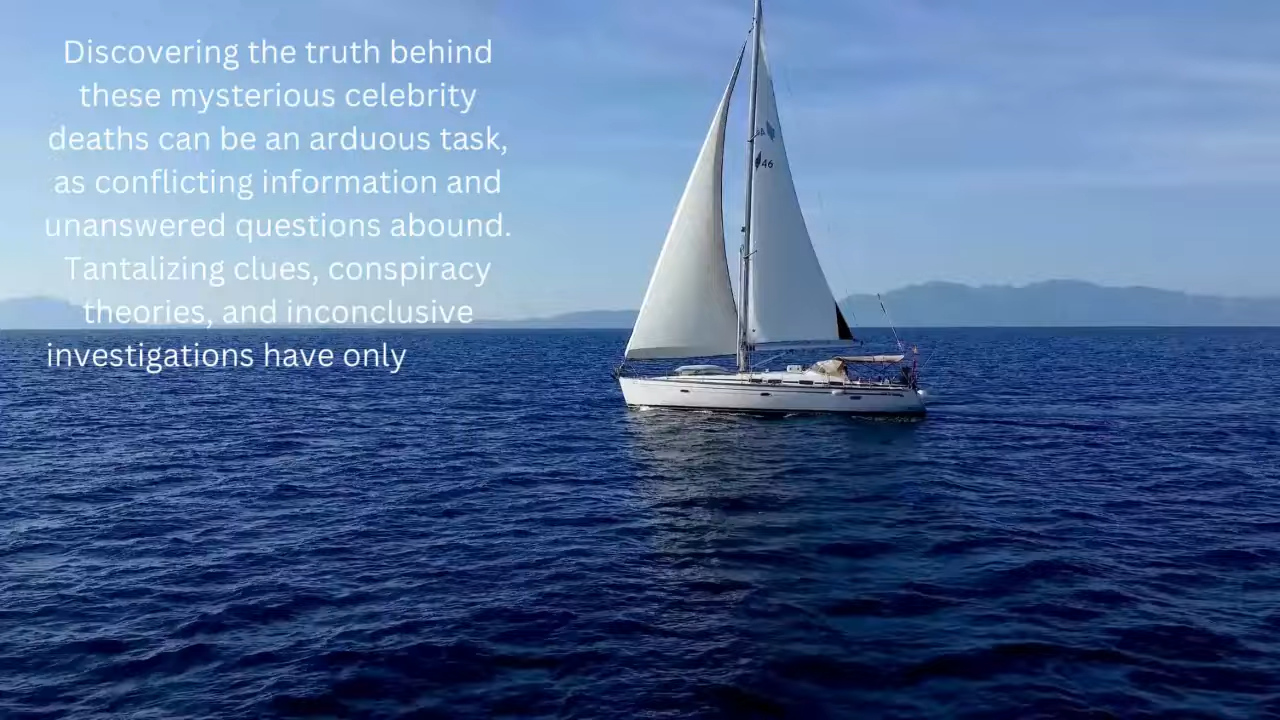 Discovering the truth behind
these mysterious celebrity
deaths can be an arduous task,
as conflicting information and
unanswered questions abound.
Tantalizing clues, conspiracy
theories, and inconclusive
investigations have only
46